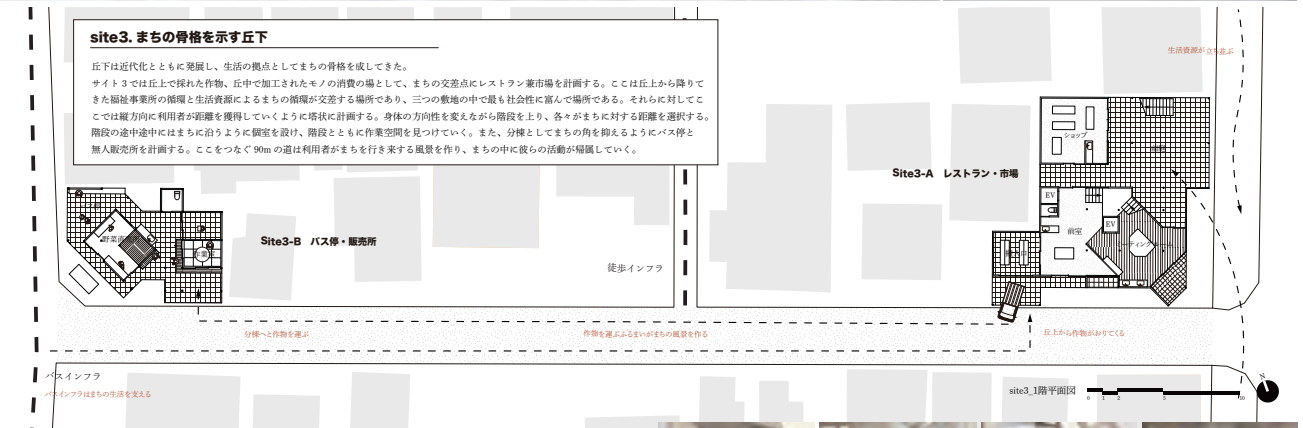 site3. まちの骨格を示す丘下
丘下は近代化とともに発展し、生活の拠点としてまちの骨格を成してきた。
サイト 3 では丘上で採れた作物、丘中で加工されたモノの消費の場として、まちの交差点にレストラン兼市場を計画する。ここは丘上から降りて
きた福祉事業所の循環と生活資源によるまちの循環が交差する場所であり、三つの敷地の中で最も社会性に富んで場所である。それらに対してこ
こでは縦方向に利用者が距離を獲得していくように塔状に計画する。身体の方向性を変えながら階段を上り、各々がまちに対する距離を選択する。
階段の途中途中にはまちに沿うように個室を設け、階段とともに作業空間を見つけていく。また、分棟としてまちの角を抑えるようにバス停と
無人販売所を計画する。ここをつなぐ 90m の道は利用者がまちを行き来する風景を作り、まちの中に彼らの活動が帰属していく。
生活資源が立ち並ぶ
ショップ
Site3-A レストラン・市場
EV
EV
前室
ミーティングルーム
野菜直
作業室
Site3-B バス停・販売所
徒歩インフラ
分棟へと作物を運ぶ
作物を運ぶふるまいがまちの風景を作る
丘上から作物がおりてくる
バスインフラ
バスインフラはまちの生活を支える
site3_1階平面図
0 1 2 5 10
N